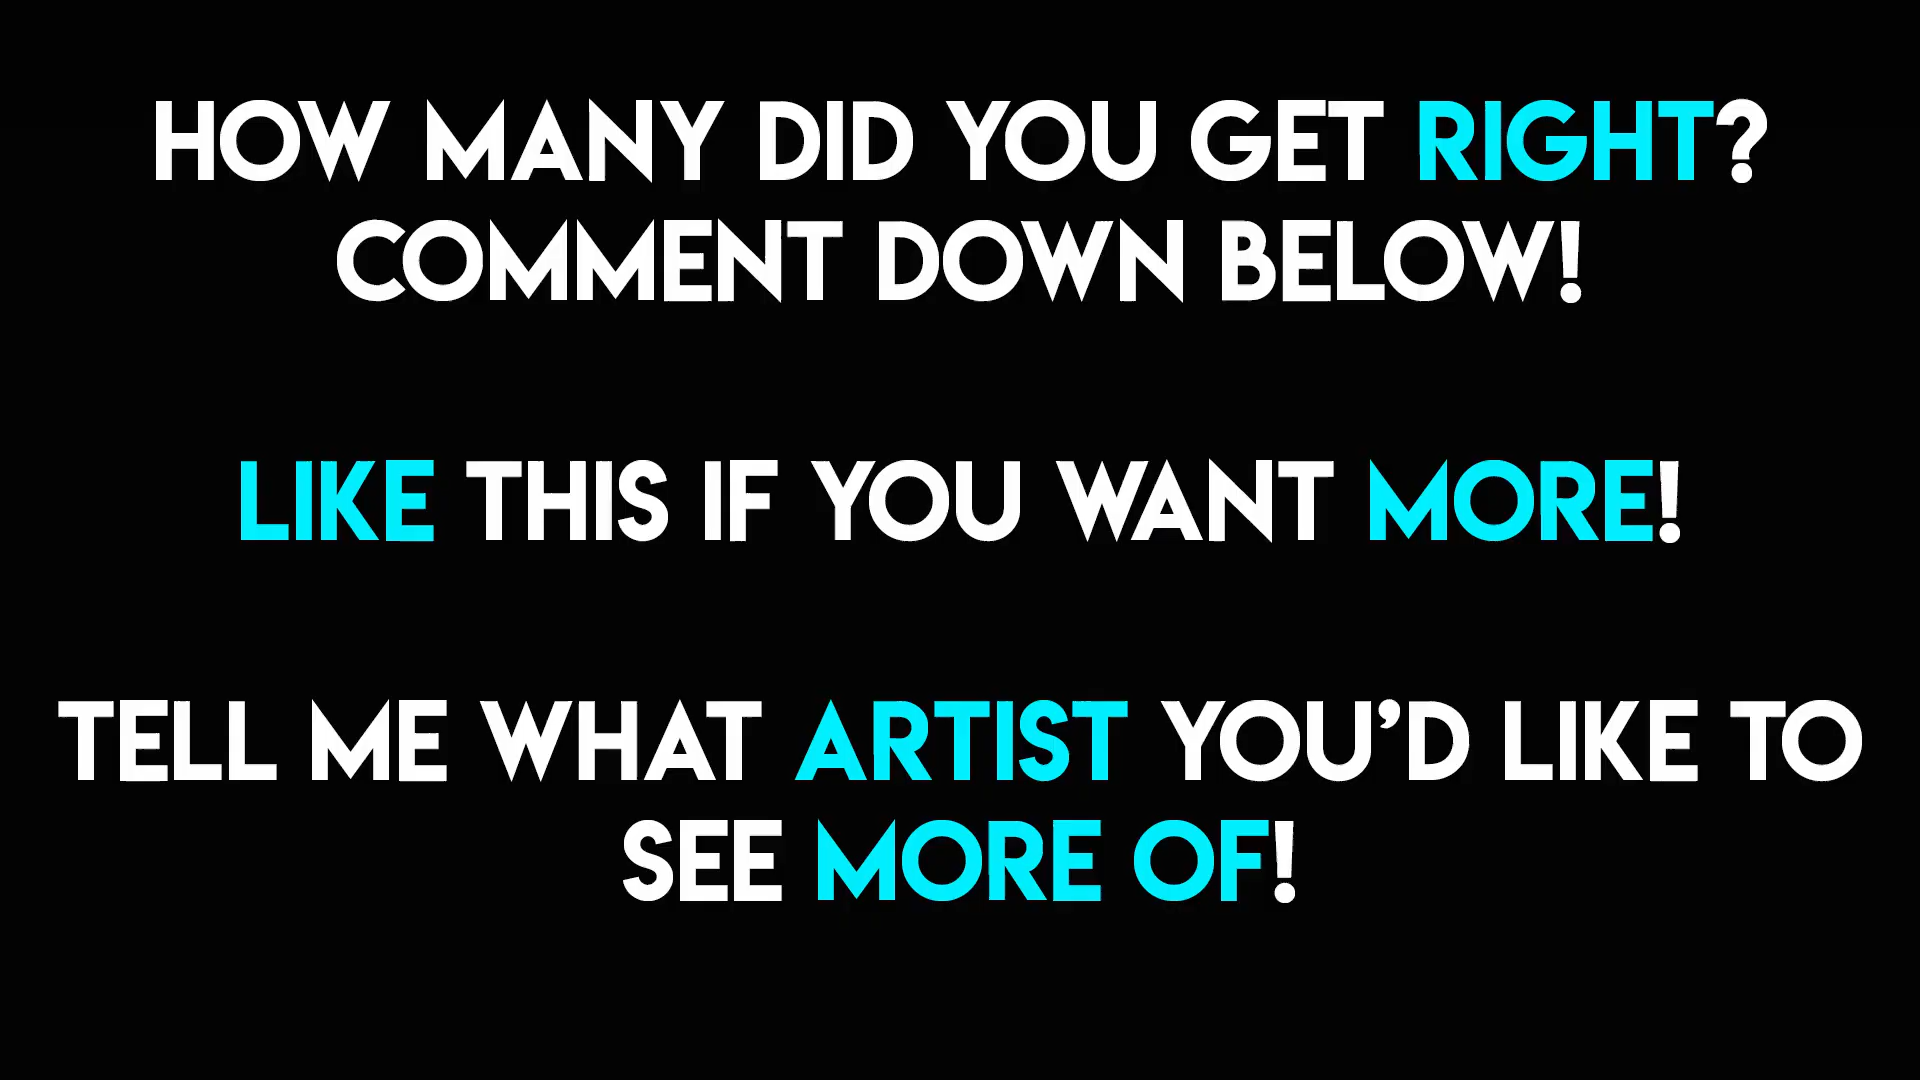 HOW MANY DID YOU GET RIGHT?
COMMENT DOWN BELOW!
LIKE THIS IF YOU WANT MORE!
TELL ME WHAT ARTIST YOU’D LIKE TO
SEE MORE OF!